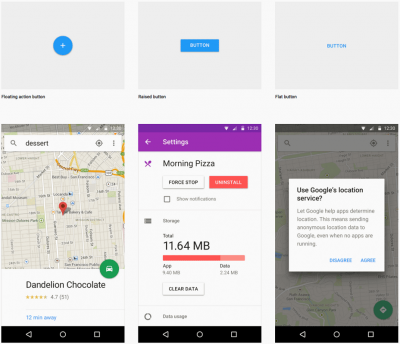 BUTTON
BUTTON
Floating action button
Raised button
Flat button
12:30
dessert
Dandelion Chocolate
4.7 (51)
12 min away
12:30
Settings
Morning Pizza
FORCE STOP
UNINSTALL
Show notifications
Storage
Total
11.64 MB
App
Data
9.40 MB
2.24 MB
CLEAR DATA
Data usage
12:30
Use Google's location
service?
Let Google help apps determine
location. This means sending
anonymous location data to
Google, even when no apps are
running.
DISAGREE
AGREE